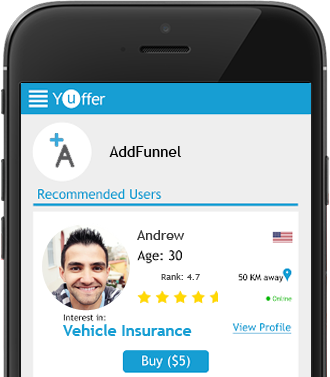 Yuffer
AddFunnel
Recommended Users
Andrew
Age: 30
Rank: 4.7
50 KM away
Online
Interest in:
Vehicle Insurance
View Profile
Buy ($5)